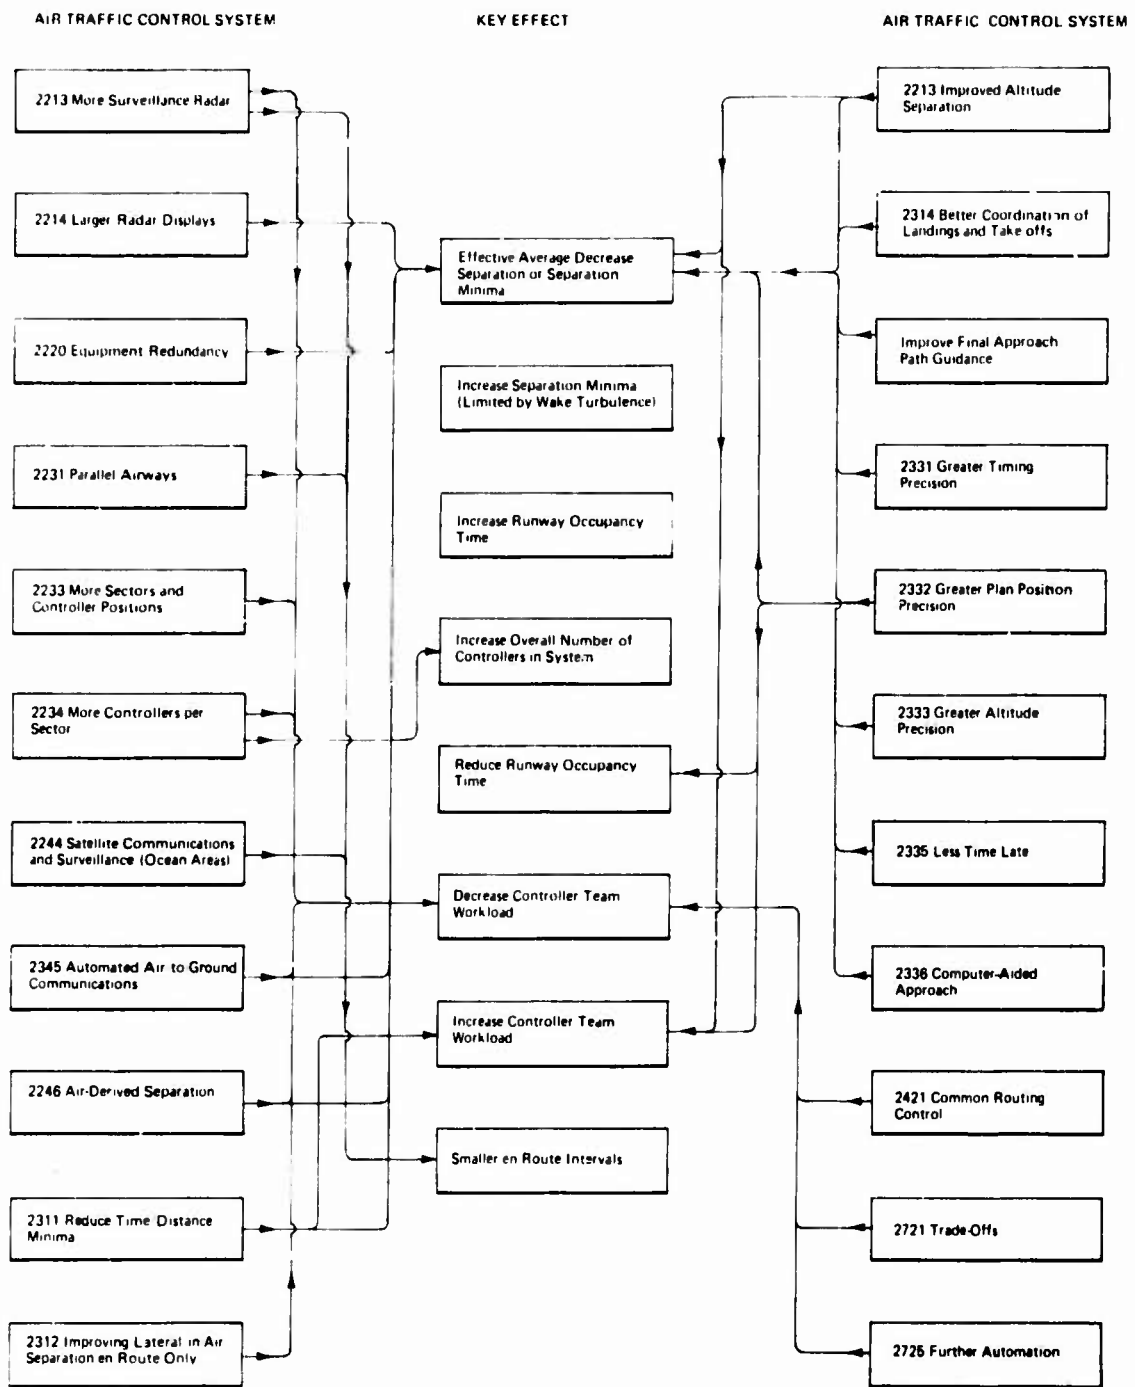 AIR TRAFFIC CONTROL SYSTEM
KEY EFFECT
AIR TRAFFIC CONTROL SYSTEM
2213 More Surveillance Radar
2214 Larger Radar Displays
2220 Equipment Redundancy
2231 Parallel Airways
2233 More Sectors and
Controller Positions
2234 More Controllers per
Sector
2244 Satellite Communications
and Surveillance (Ocean Areas)
2345 Automated Air to Ground
Communications
2246 Air-Derived Separation
2311 Reduce Time/Distance
Minima
2312 Improving Lateral in Air
Separation en Route Only
Effective Average Decrease
Separation or Separation
Minima
Increase Separation Minima
(Limited by Wake Turbulence)
Increase Runway Occupancy
Time
Increase Overall Number of
Controllers in System
Reduce Runway Occupancy
Time
Decrease Controller Team
Workload
Increase Controller Team
Workload
Smaller en Route Intervals
2213 Improved Altitude
Separation
2314 Better Coordination of
Landings and Take offs
Improve Final Approach
Path Guidance
2331 Greater Timing
Precision
2332 Greater Plan Position
Precision
2333 Greater Altitude
Precision
2335 Less Time Late
2336 Computer-Aided
Approach
2421 Common Routing
Control
2721 Trade-Offs
2725 Further Automation